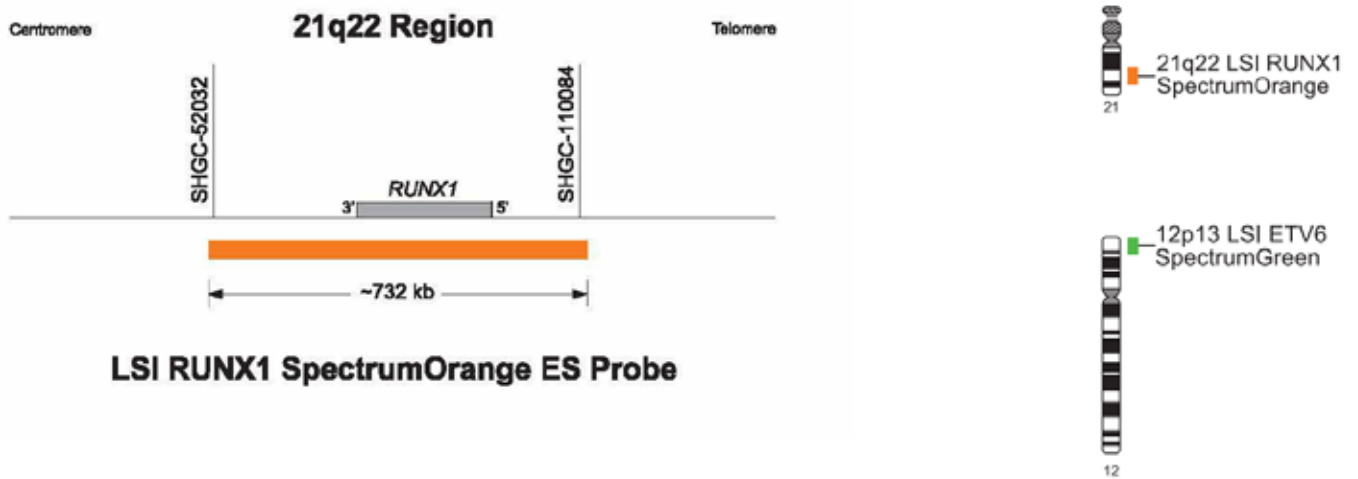 Centromere
21q22 Region
Telomere
SHGC-52032
SHGC-110084
RUNX1
3'
5'
~732 kb
LSI RUNX1 SpectrumOrange ES Probe
21q22 LSI RUNX1
SpectrumOrange
21
12p13 LSI ETV6
SpectrumGreen
12